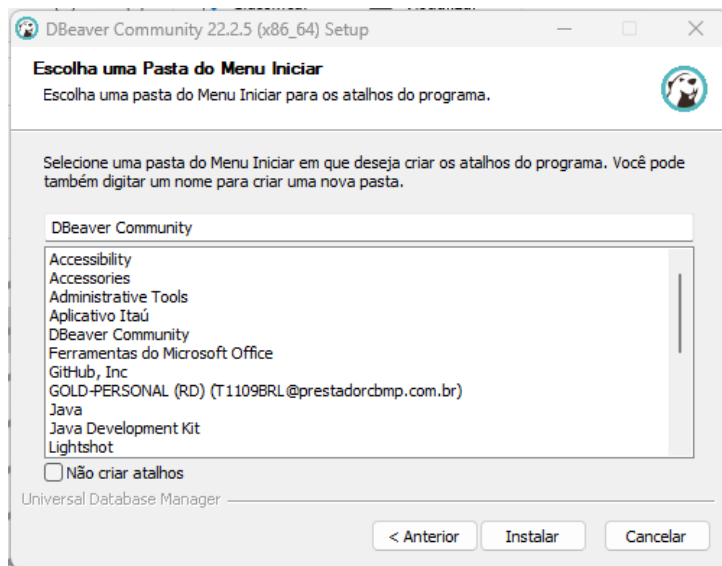 DBeaver Community 22.2.5 (x86_64) Setup
Escolha uma Pasta do Menu Iniciar
Escolha uma pasta do Menu Iniciar para os atalhos do programa.
Selecione uma pasta do Menu Iniciar em que deseja criar os atalhos do programa. Você pode
também digitar um nome para criar uma nova pasta.
DBeaver Community
Accessibility
Accessories
Administrative Tools
Aplicativo Itaú
DBeaver Community
Ferramentas do Microsoft Office
GitHub, Inc
GOLD-PERSONAL (RD) (T1109BRL@prestadorcbmp.com.br)
Java
Java Development Kit
Lightshot
Não criar atalhos
Universal Database Manager
< Anterior
Instalar
Cancelar